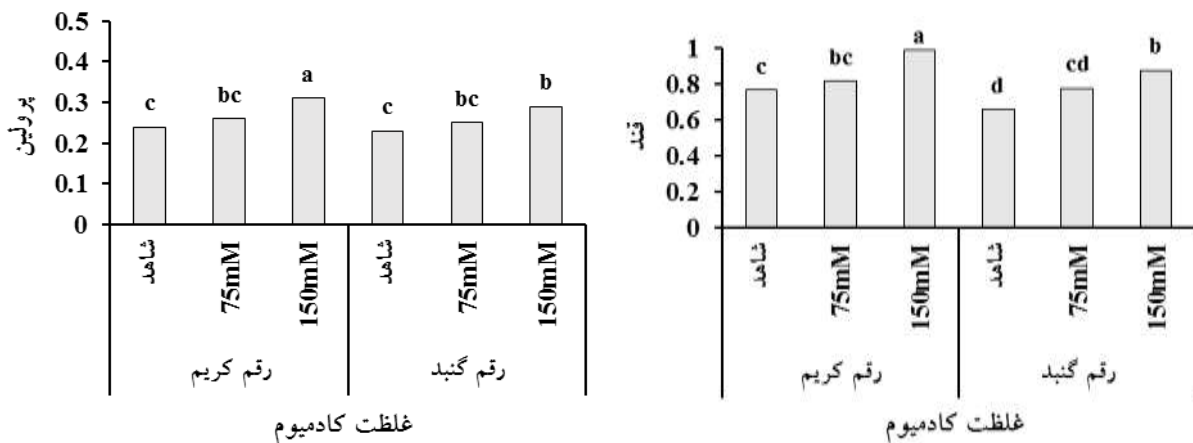 0.5
0.4
0.3
0.2
0.1
0
پرولین
c
bc
a
c
bc
b
شاهد
75mM
150mM
شاهد
75mM
150mM
رقم کریم
رقم گنبد
غلظت کادمیوم
1
0.8
0.6
0.4
0.2
0
قند
c
bc
a
d
cd
b
شاهد
75mM
150mM
شاهد
75mM
150mM
رقم کریم
رقم گنبد
غلظت کادمیوم